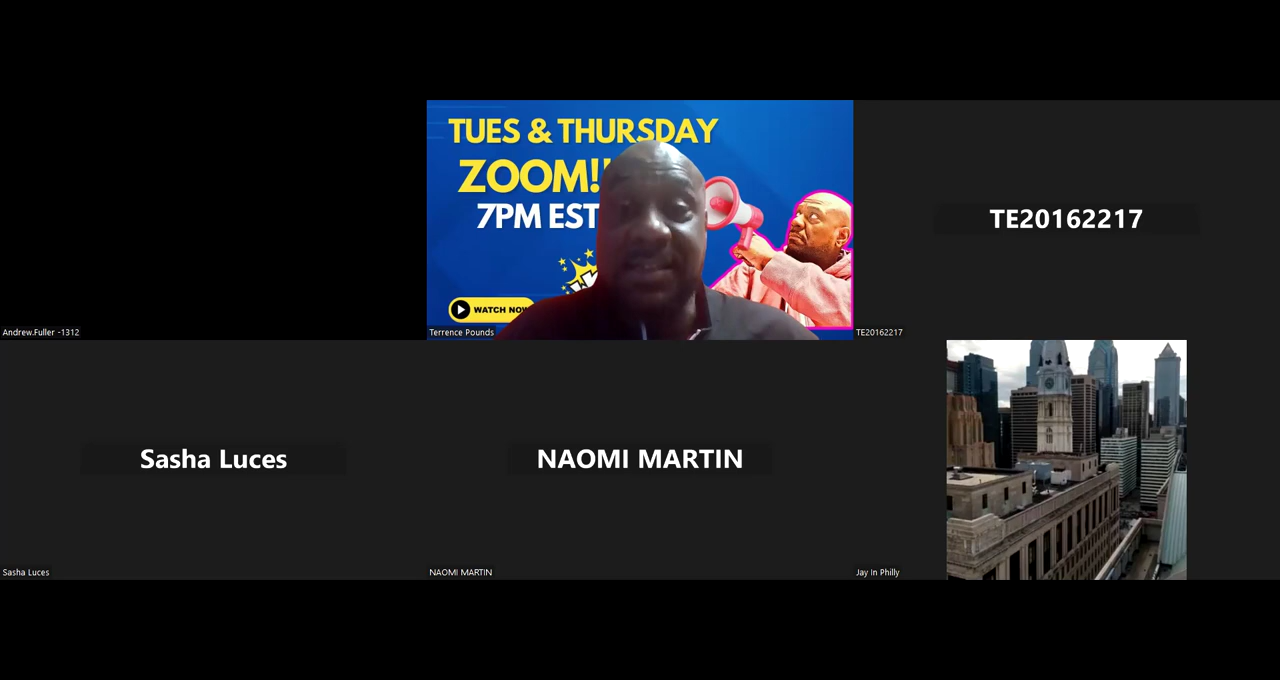 TUES & THURSDAY
ZOOM!!
7PM EST
WATCH NOW
Andrew.Fuller -1312
Terrence Pounds
TE20162217
TE20162217
Sasha Luces
NAOMI MARTIN
Sasha Luces
NAOMI MARTIN
Jay In Philly